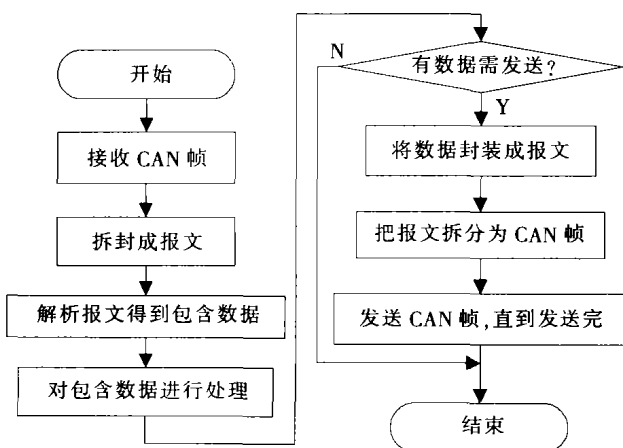 开始
接收 CAN 帧
拆封成报文
解析报文得到包含数据
对包含数据进行处理
有数据需发送?
N
Y
将数据封装成报文
把报文拆分为 CAN 帧
发送 CAN 帧,直到发送完
结束